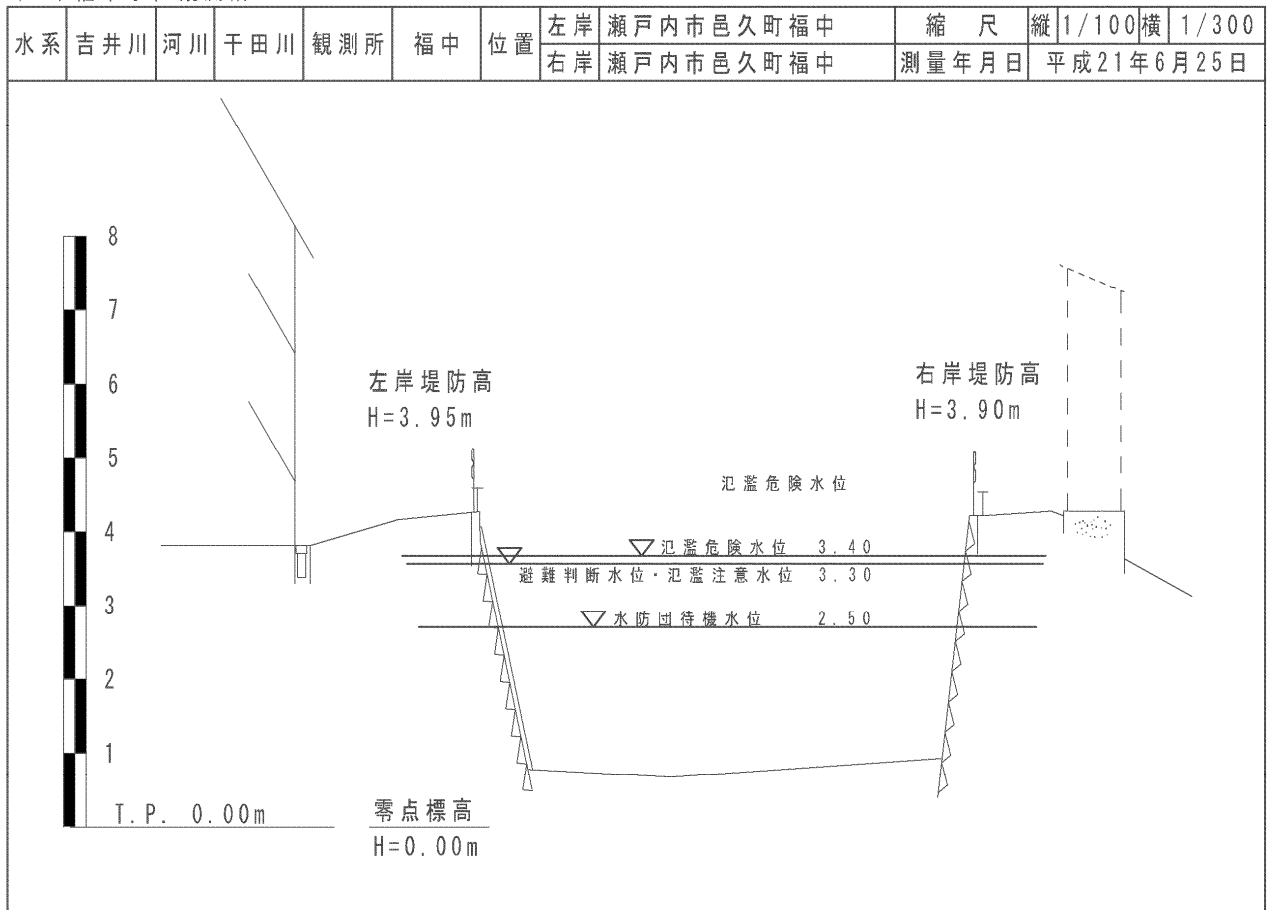 水系 吉井川 河川 干田川 観測所 福中 位置 左岸 瀬戸内市邑久町福中 縮尺 縦 1/100 横 1/300
右岸 瀬戸内市邑久町福中 測量年月日 平成21年6月25日
8
7
6
5
4
3
2
1
左岸堤防高
H=3.95m
右岸堤防高
H=3.90m
氾濫危険水位
氾濫危険水位 3.40
避難判断水位・氾濫注意水位 3.30
水防団待機水位 2.50
T.P. 0.00m
零点標高
H=0.00m